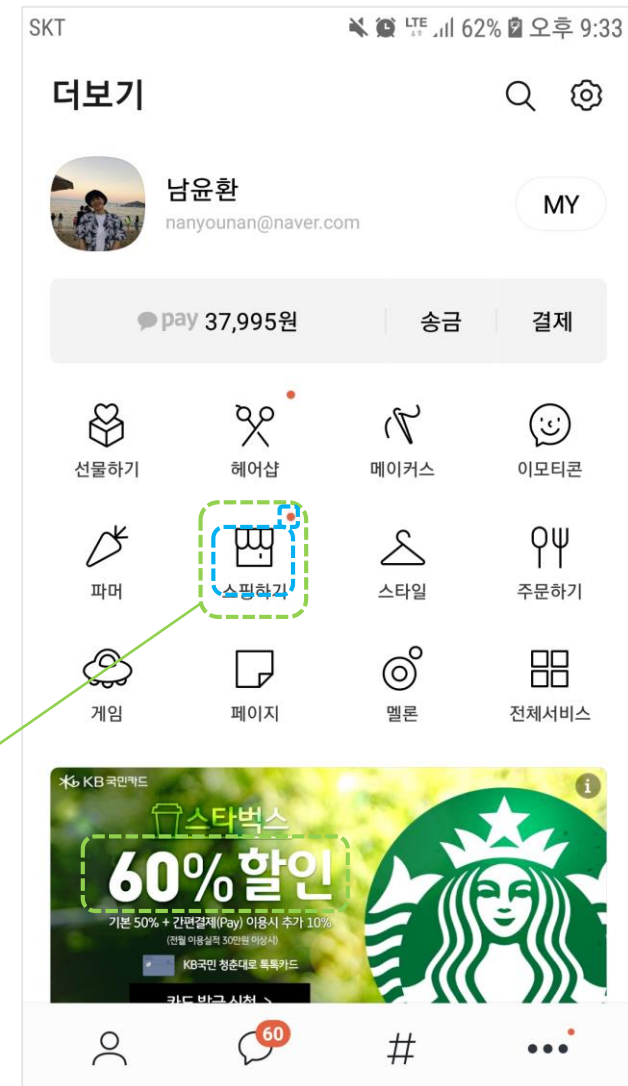 SKT LTE 62% 오후 9:33
더보기
남윤환
nanyounan@naver.com
MY
pay 37,995원 송금 결제
선물하기 헤어샵 메이커스 이모티콘
파머 쇼핑하기 스타일 주문하기
게임 페이지 멜론 전체서비스
KB국민카드
스타벅스
60% 할인
기본 50% + 간편결제(Pay) 이용시 추가 10%
(전월 이용실적 30만원 이상시)
KB국민 청춘대로 톡톡카드
카드 발급 신청 >
60
#